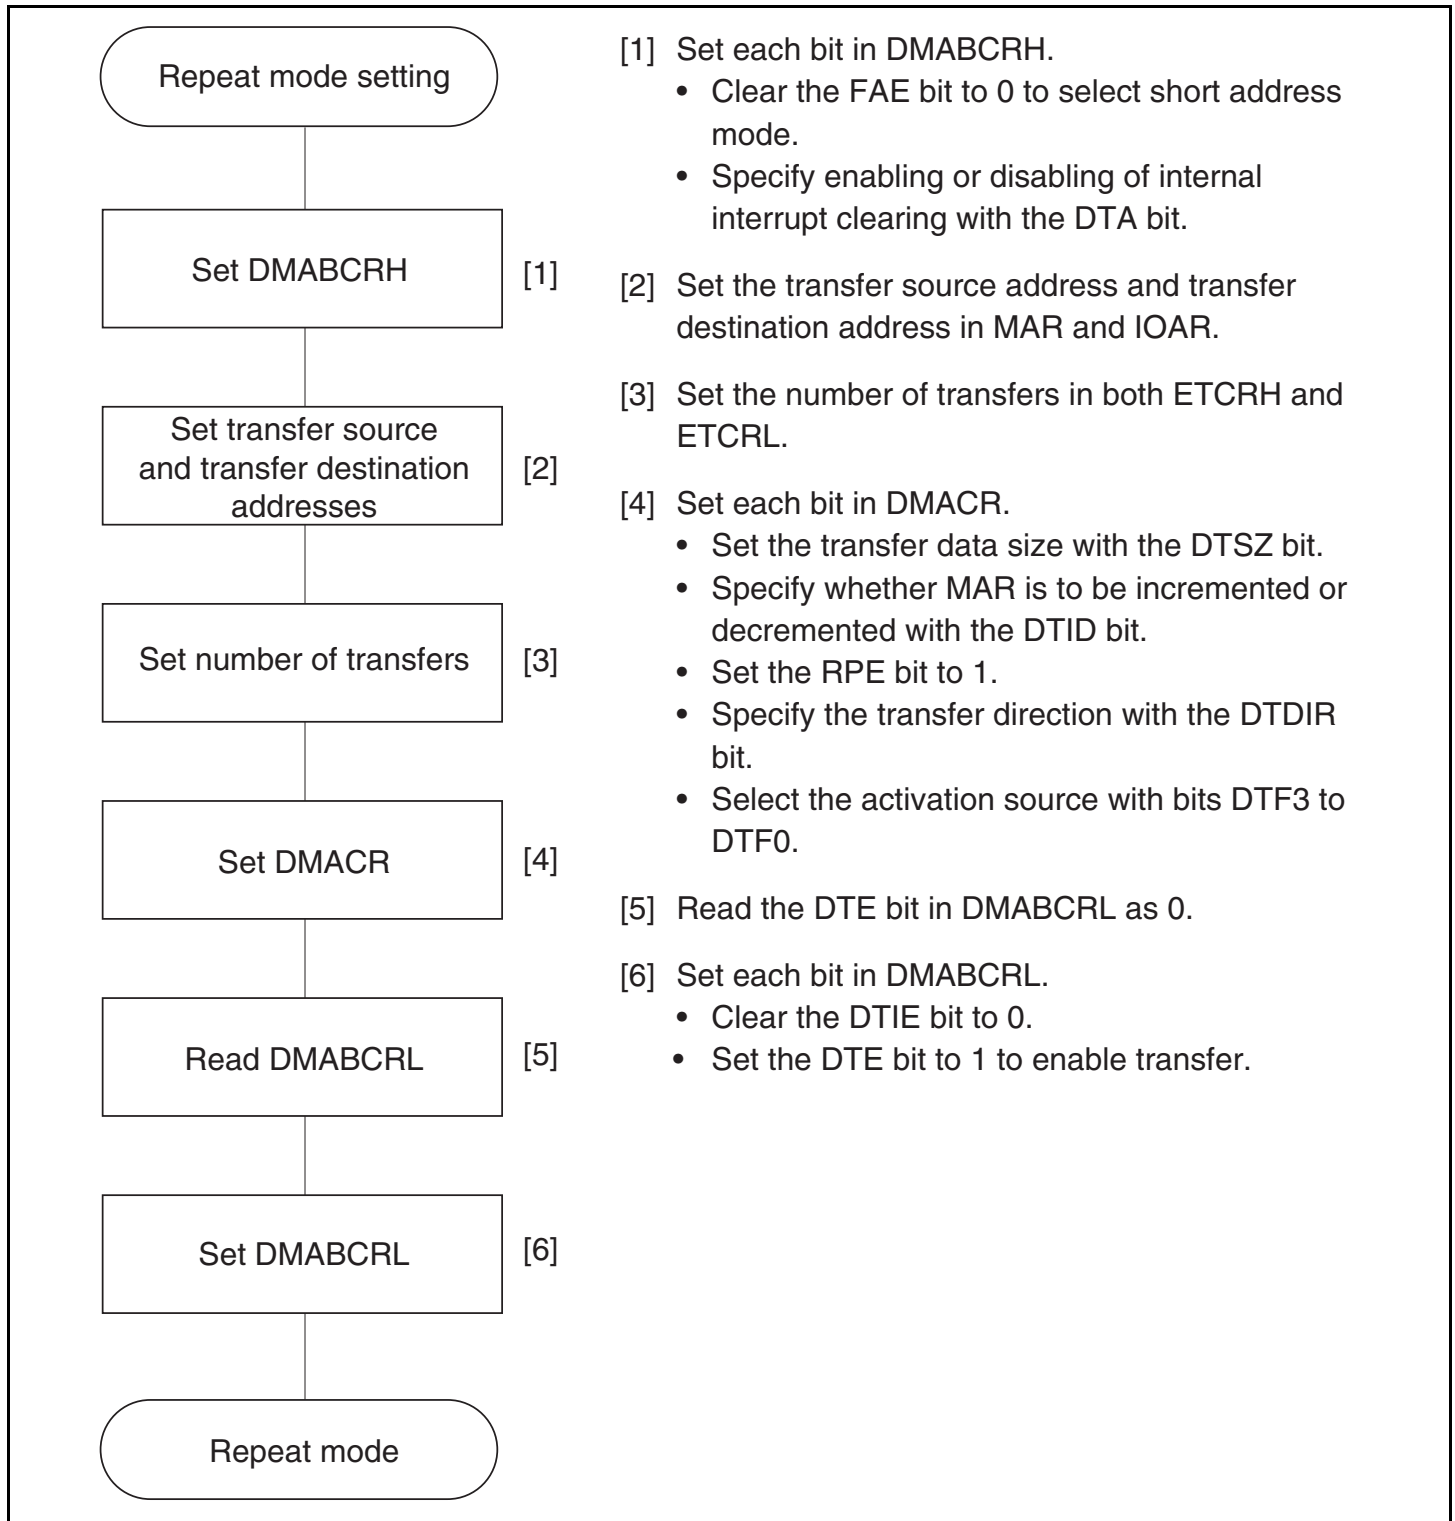 Repeat mode setting
Set DMABCRH
[1]
Set transfer source
and transfer destination
addresses
[2]
Set number of transfers
[3]
Set DMACR
[4]
Read DMABCRL
[5]
Set DMABCRL
[6]
Repeat mode
[1] Set each bit in DMABCRH.
• Clear the FAE bit to 0 to select short address
mode.
• Specify enabling or disabling of internal
interrupt clearing with the DTA bit.
[2] Set the transfer source address and transfer
destination address in MAR and IOAR.
[3] Set the number of transfers in both ETCRH and
ETCRL.
[4] Set each bit in DMACR.
• Set the transfer data size with the DTSZ bit.
• Specify whether MAR is to be incremented or
decremented with the DTID bit.
• Set the RPE bit to 1.
• Specify the transfer direction with the DTDIR
bit.
• Select the activation source with bits DTF3 to
DTF0.
[5] Read the DTE bit in DMABCRL as 0.
[6] Set each bit in DMABCRL.
• Clear the DTIE bit to 0.
• Set the DTE bit to 1 to enable transfer.